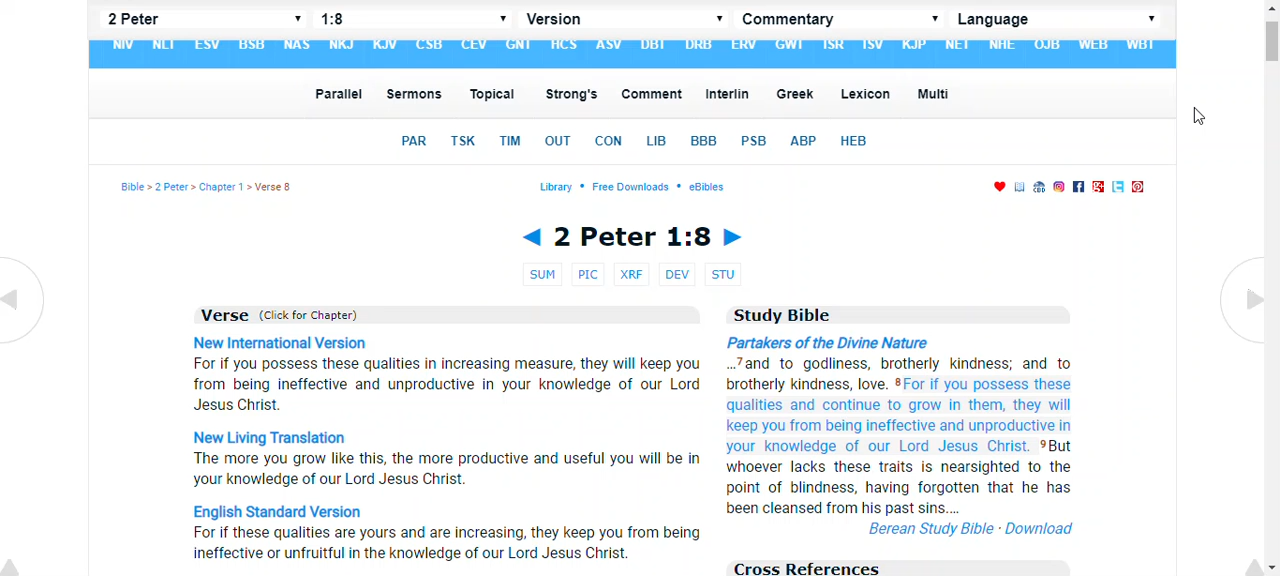 2 Peter 1:8 Version Commentary Language
NIV NLT ESV BSB NAS NKJ KJV CSB CEV GNT HCS ASV DBT DRB ERV GWT ISR ISV KJP NET NHE OJB WEB WBT
Parallel Sermons Topical Strong's Comment Interlin Greek Lexicon Multi
PAR TSK TIM OUT CON LIB BBB PSB ABP HEB
Bible > 2 Peter > Chapter 1 > Verse 8
Library • Free Downloads • eBibles
2 Peter 1:8
SUM PIC XRF DEV STU
Verse (Click for Chapter)
New International Version
For if you possess these qualities in increasing measure, they will keep you
from being ineffective and unproductive in your knowledge of our Lord
Jesus Christ.
New Living Translation
The more you grow like this, the more productive and useful you will be in
your knowledge of our Lord Jesus Christ.
English Standard Version
For if these qualities are yours and are increasing, they keep you from being
ineffective or unfruitful in the knowledge of our Lord Jesus Christ.
Study Bible
Partakers of the Divine Nature
…7and to godliness, brotherly kindness; and to
brotherly kindness, love. 8For if you possess these
qualities and continue to grow in them, they will
keep you from being ineffective and unproductive in
your knowledge of our Lord Jesus Christ. 9But
whoever lacks these traits is nearsighted to the
point of blindness, having forgotten that he has
been cleansed from his past sins.…
Berean Study Bible · Download
Cross References